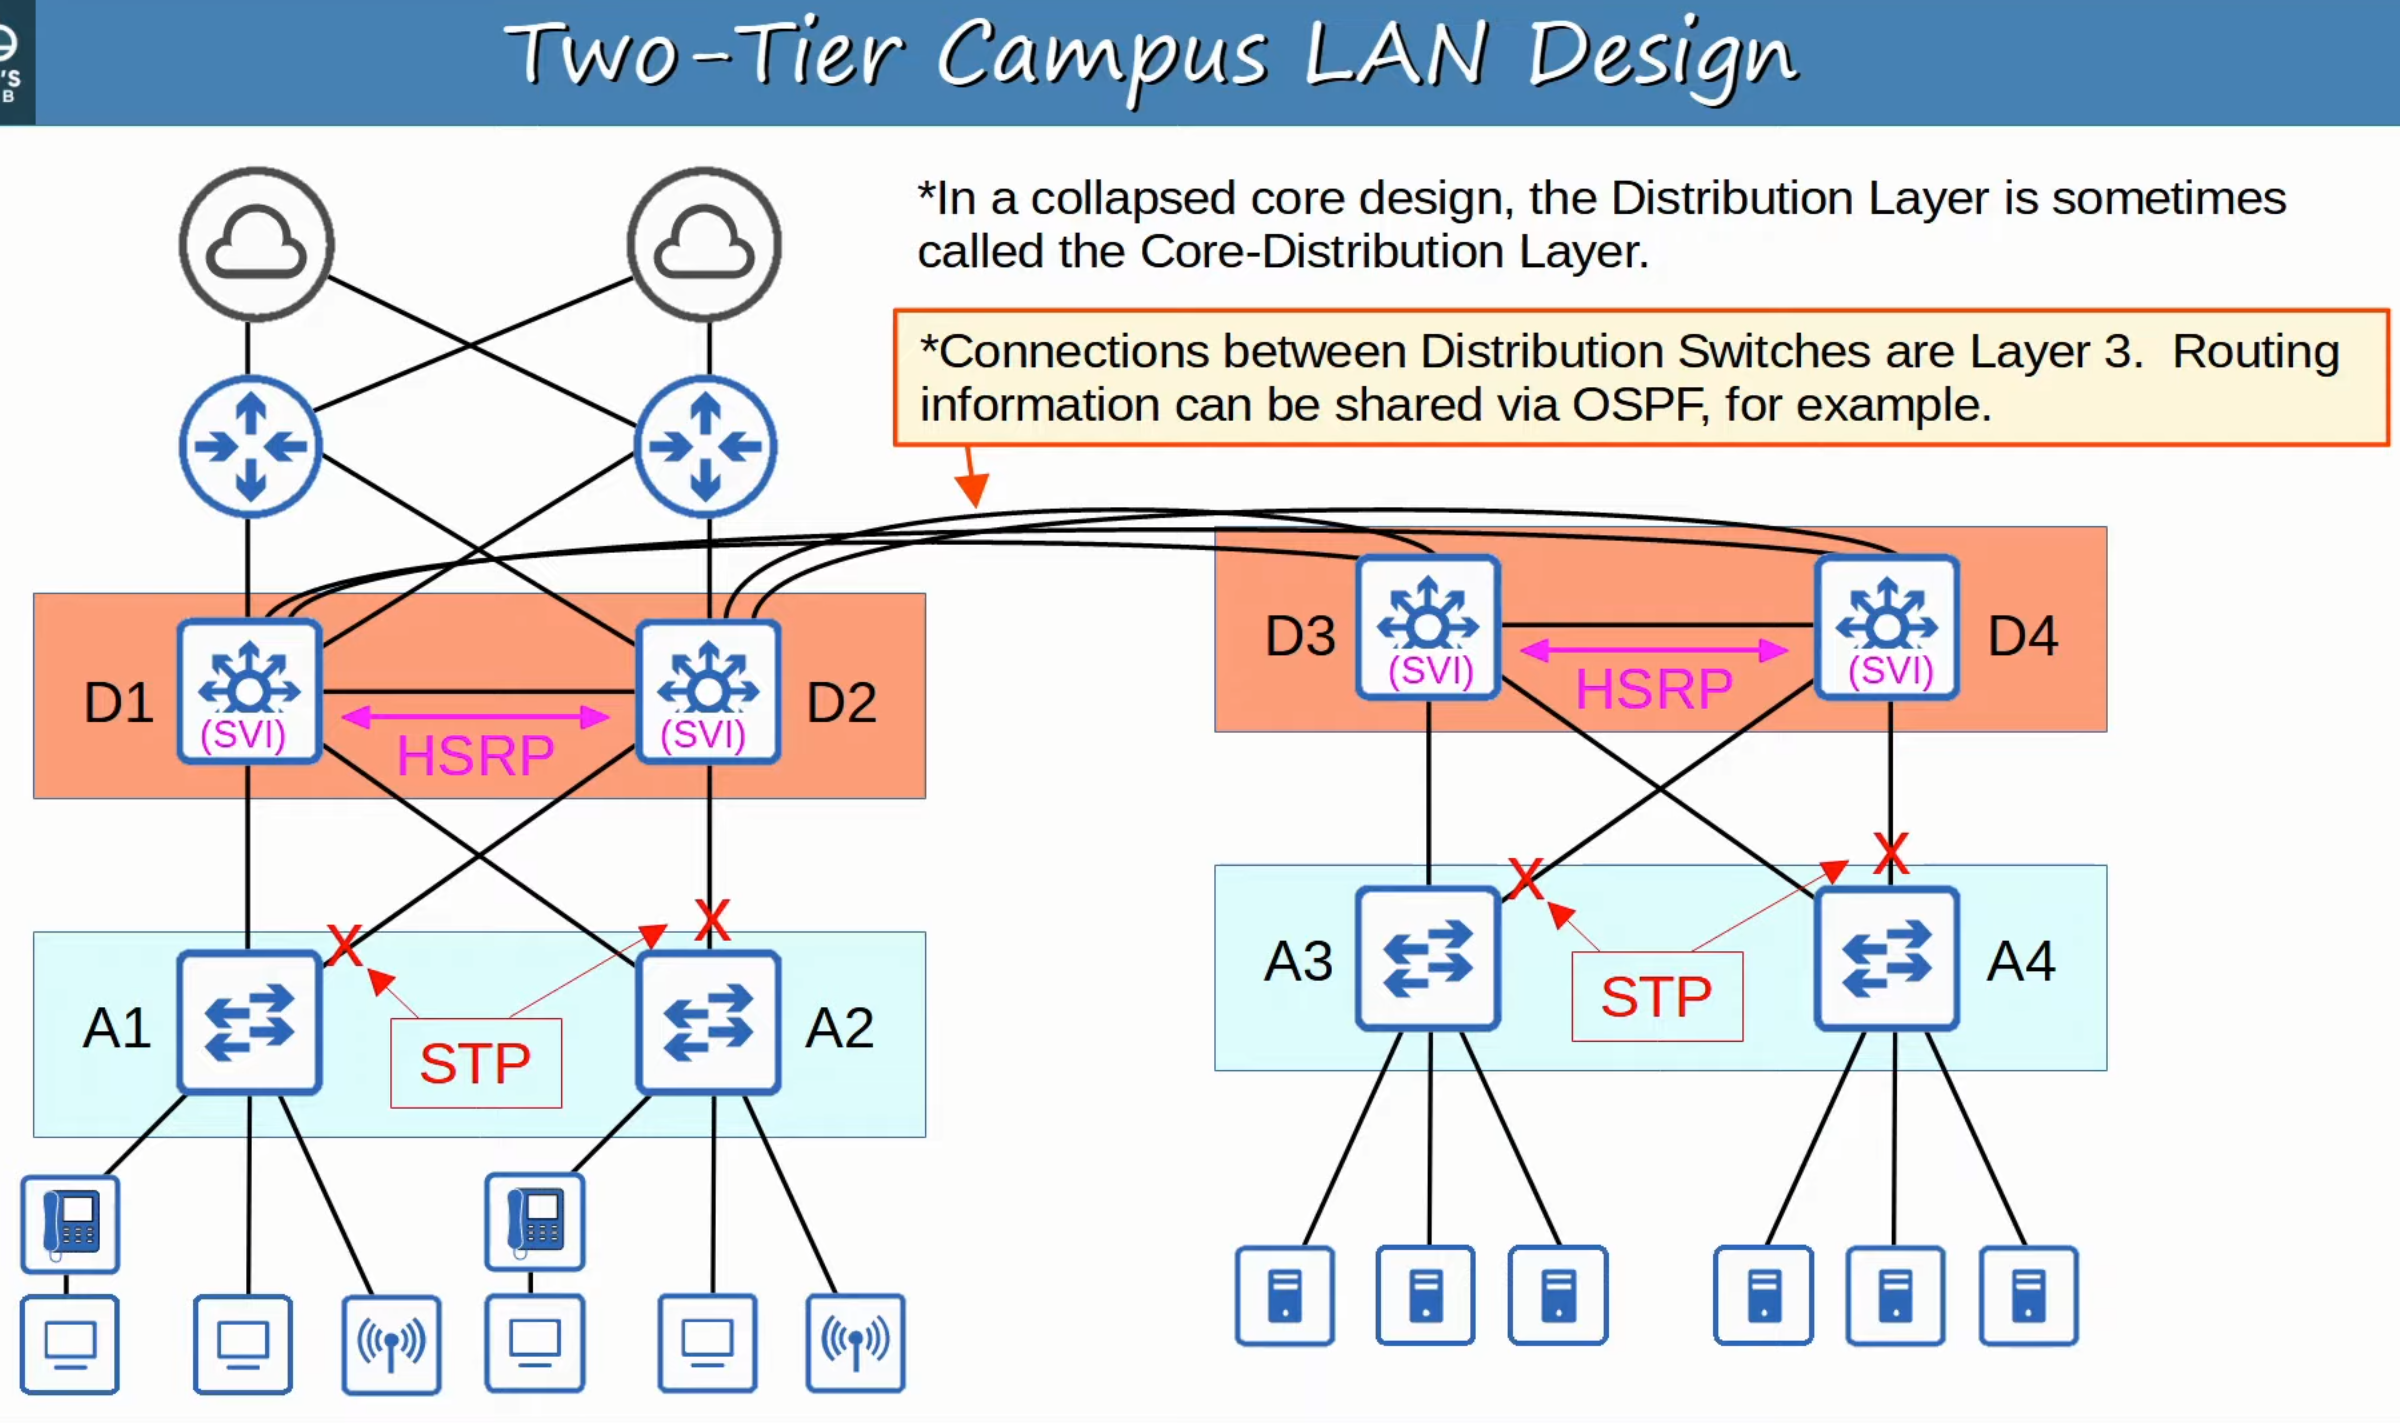 Two-Tier Campus LAN Design
'S
B
*In a collapsed core design, the Distribution Layer is sometimes
called the Core-Distribution Layer.
*Connections between Distribution Switches are Layer 3.  Routing
information can be shared via OSPF, for example.
D1
(SVI)
HSRP
(SVI)
D2
D3
(SVI)
HSRP
(SVI)
D4
X
X
A1
STP
A2
X
X
A3
STP
A4